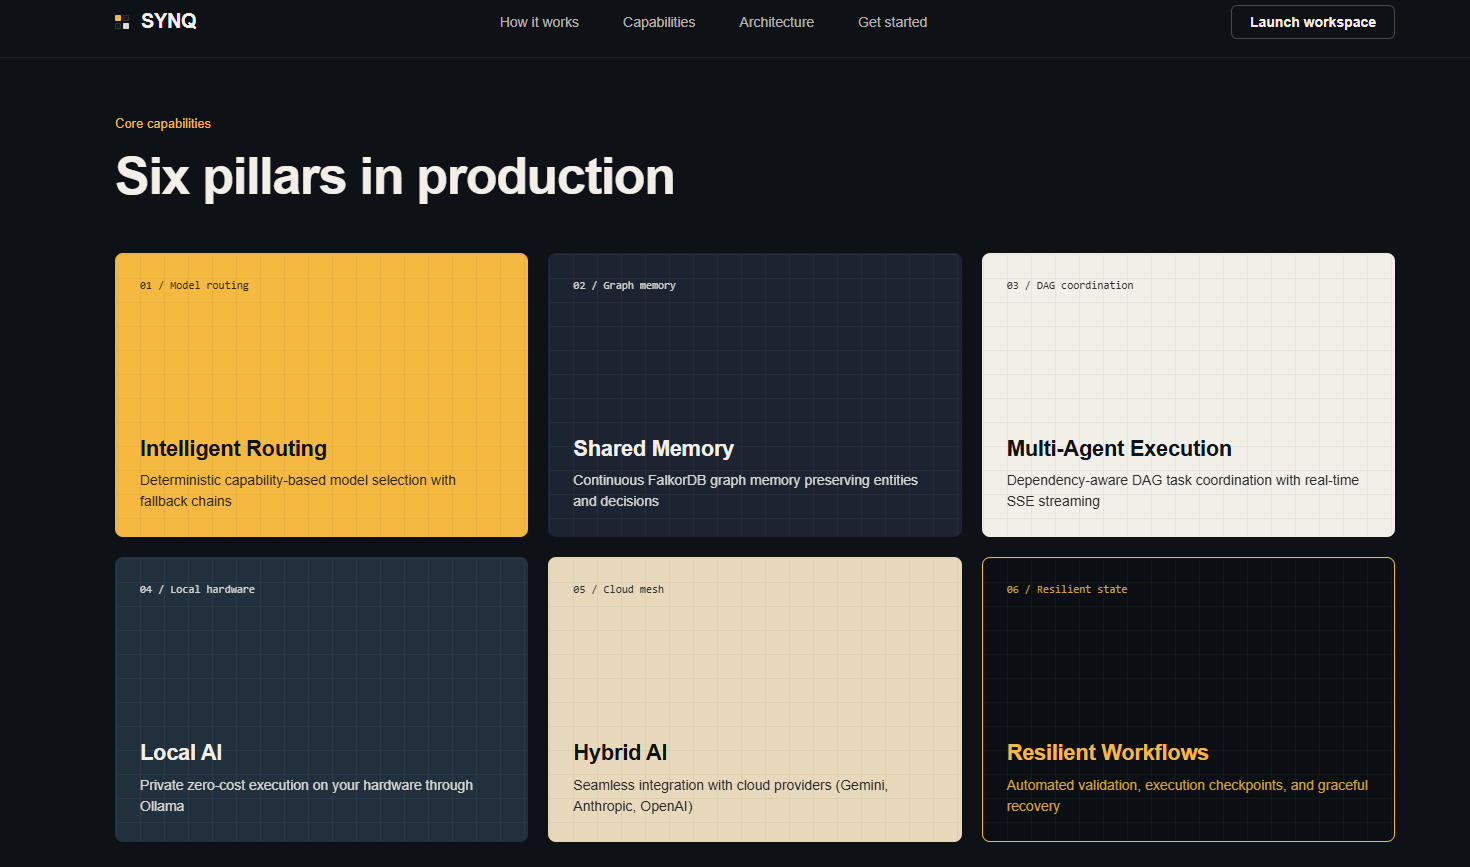 SYNQ
How it works
Capabilities
Architecture
Get started
Launch workspace
Core capabilities
Six pillars in production
01 / Model routing
Intelligent Routing
Deterministic capability-based model selection with
fallback chains
02 / Graph memory
Shared Memory
Continuous FalkorDB graph memory preserving entities
and decisions
03 / DAG coordination
Multi-Agent Execution
Dependency-aware DAG task coordination with real-time
SSE streaming
04 / Local hardware
Local AI
Private zero-cost execution on your hardware through
Ollama
05 / Cloud mesh
Hybrid AI
Seamless integration with cloud providers (Gemini,
Anthropic, OpenAI)
06 / Resilient state
Resilient Workflows
Automated validation, execution checkpoints, and graceful
recovery